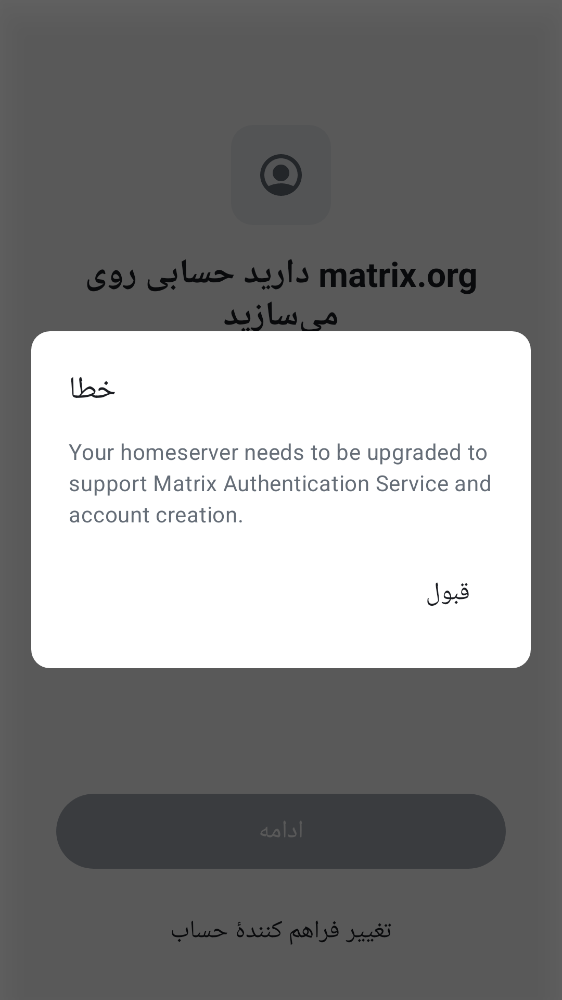 دارید حسابی روی matrix.org
می‌سازید
خطا
Your homeserver needs to be upgraded to
support Matrix Authentication Service and
account creation.
قبول
ادامه
تغییر فراهم کنندهٔ حساب